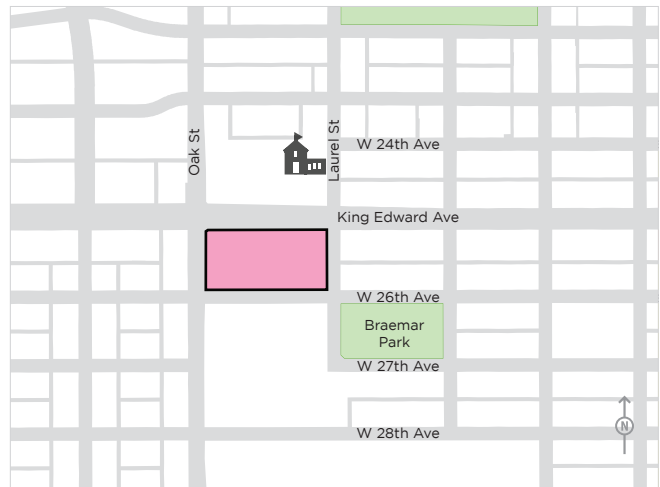 Oak St
Laurel St
W 24th Ave
King Edward Ave
W 26th Ave
Braemar
Park
W 27th Ave
W 28th Ave
N